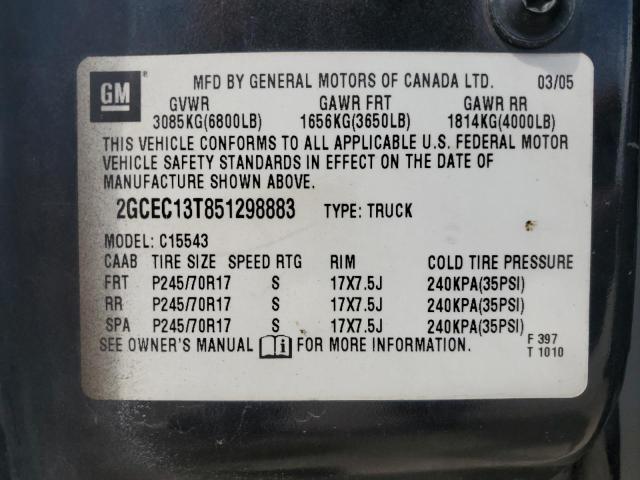 GM
MFD BY GENERAL MOTORS OF CANADA LTD. 03/05
GVWR GAWR FRT GAWR RR
3085KG(6800LB) 1656KG(3650LB) 1814KG(4000LB)
THIS VEHICLE CONFORMS TO ALL APPLICABLE U.S. FEDERAL MOTOR
VEHICLE SAFETY STANDARDS IN EFFECT ON THE DATE OF
MANUFACTURE SHOWN ABOVE.
2GCEC13T851298883 TYPE: TRUCK
MODEL: C15543
CAAB TIRE SIZE SPEED RTG RIM COLD TIRE PRESSURE
FRT P245/70R17 S 17X7.5J 240KPA(35PSI)
RR P245/70R17 S 17X7.5J 240KPA(35PSI)
SPA P245/70R17 S 17X7.5J 240KPA(35PSI)
SEE OWNER'S MANUAL i FOR MORE INFORMATION.
F 397
T 1010